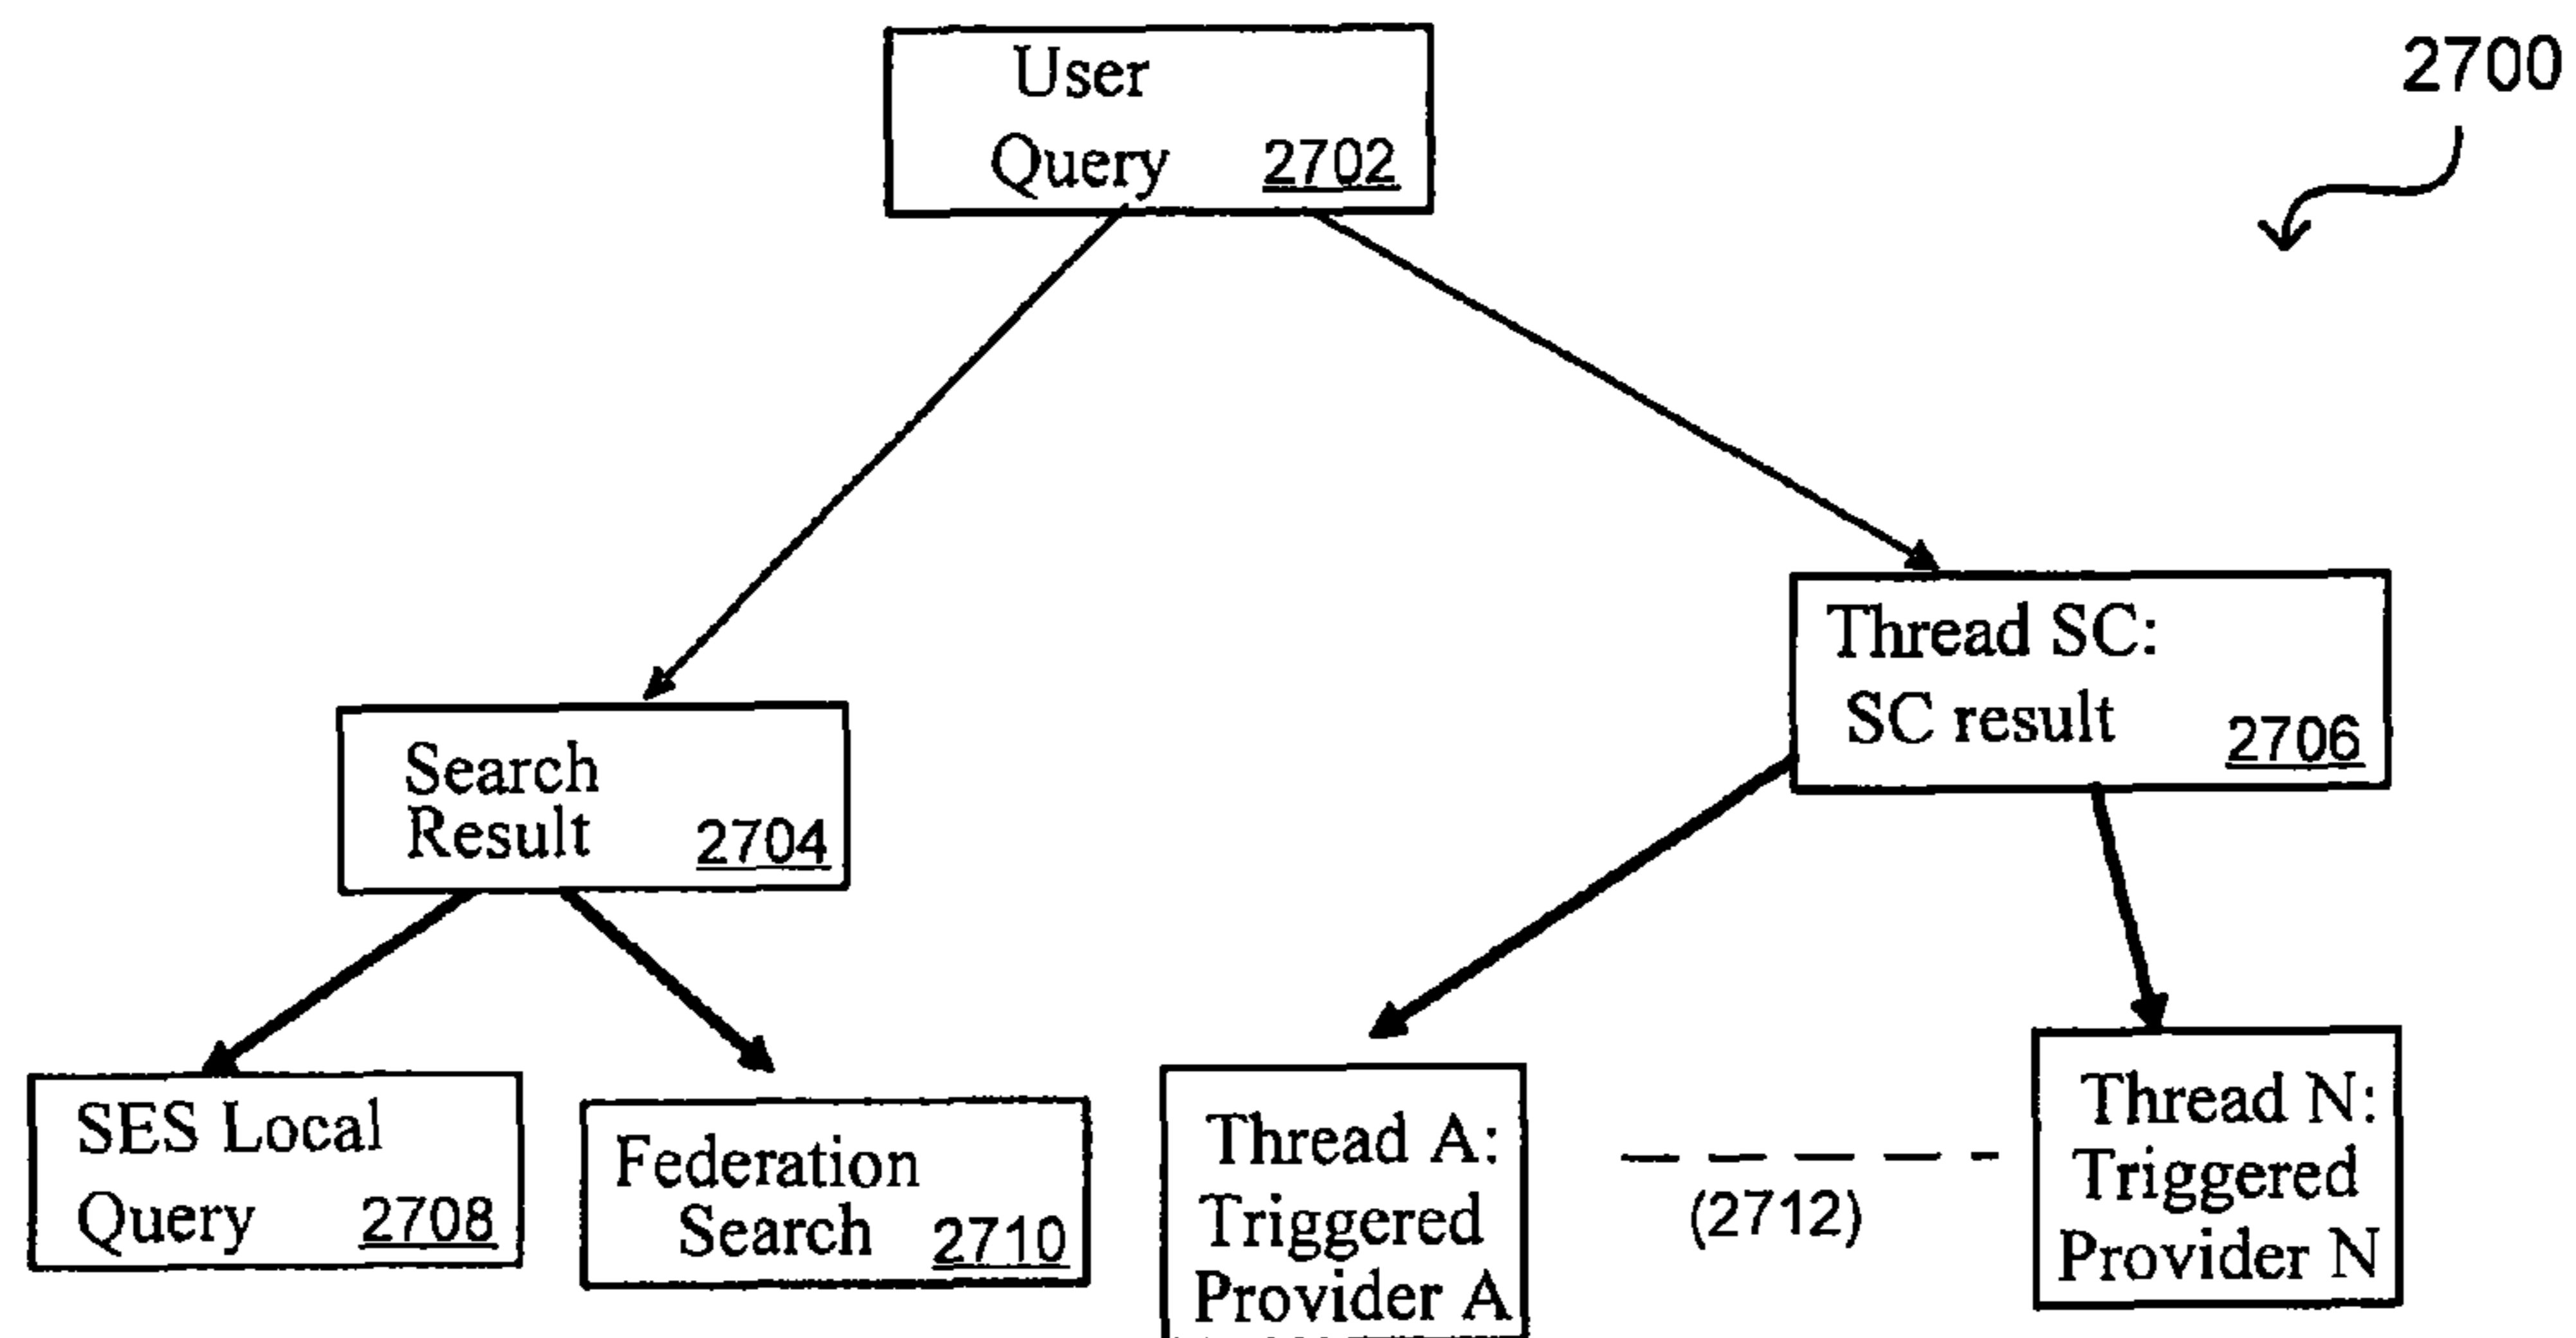 2700
User
Query 2702
Thread SC:
SC result 2706
Search
Result 2704
SES Local
Query 2708
Federation
Search 2710
Thread A:
Triggered
Provider A
(2712)
Thread N:
Triggered
Provider N